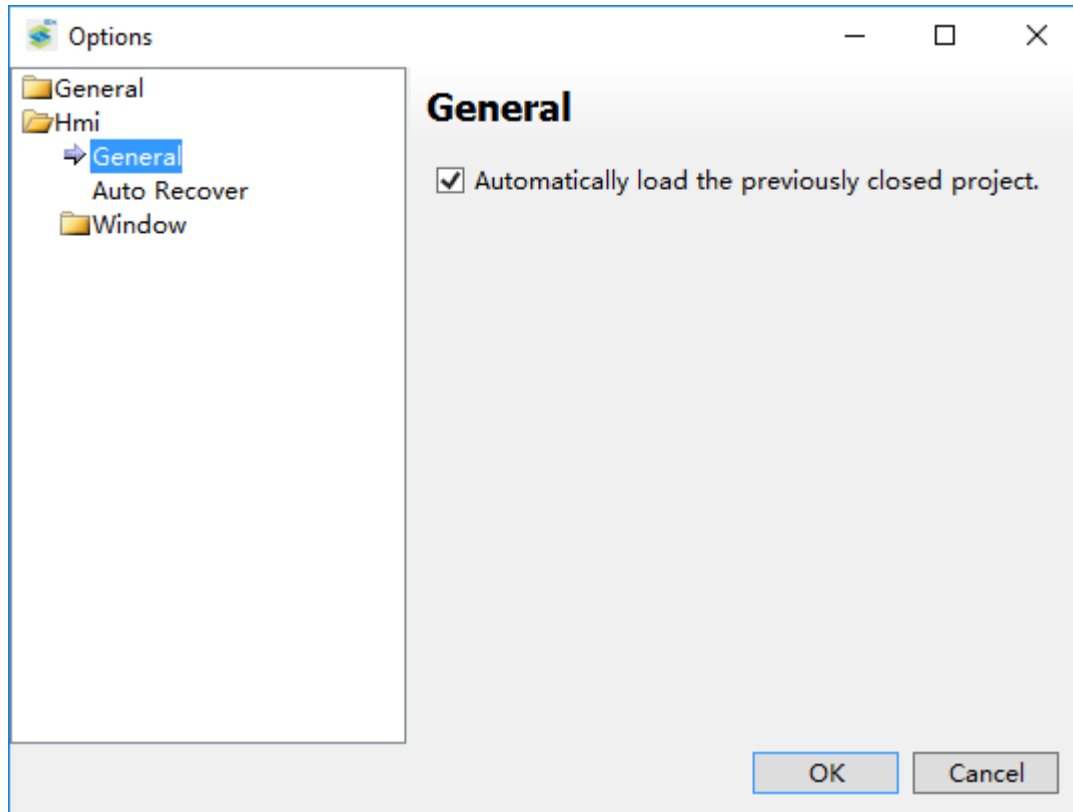 Options
General
Hmi
General
Auto Recover
Window
General
Automatically load the previously closed project.
OK
Cancel